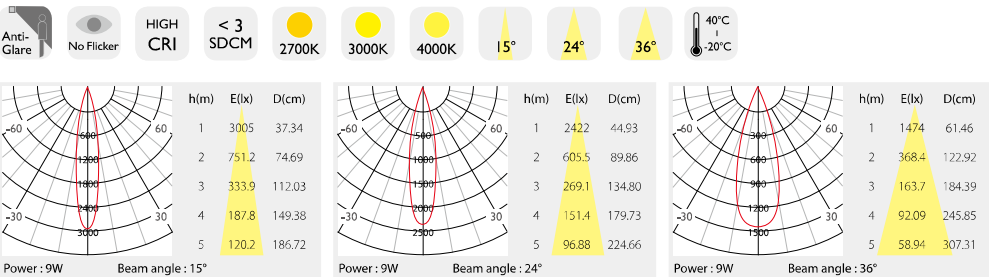 Anti-
Glare
No Flicker
HIGH
CRI
< 3
SDCM
2700K
3000K
4000K
15°
24°
36°
40°C
-20°C
-60
60
-30
30
600
1200
1800
2400
3000
h(m) E(lx) D(cm)
1 3005 37.34
2 751.2 74.69
3 333.9 112.03
4 187.8 149.38
5 120.2 186.72
Power : 9W Beam angle : 15°
-60
60
-30
30
500
1000
1500
2000
2500
h(m) E(lx) D(cm)
1 2422 44.93
2 605.5 89.86
3 269.1 134.80
4 151.4 179.73
5 96.88 224.66
Power : 9W Beam angle : 24°
-60
60
-30
30
300
600
900
1200
1500
h(m) E(lx) D(cm)
1 1474 61.46
2 368.4 122.92
3 163.7 184.39
4 92.09 245.85
5 58.94 307.31
Power : 9W Beam angle : 36°